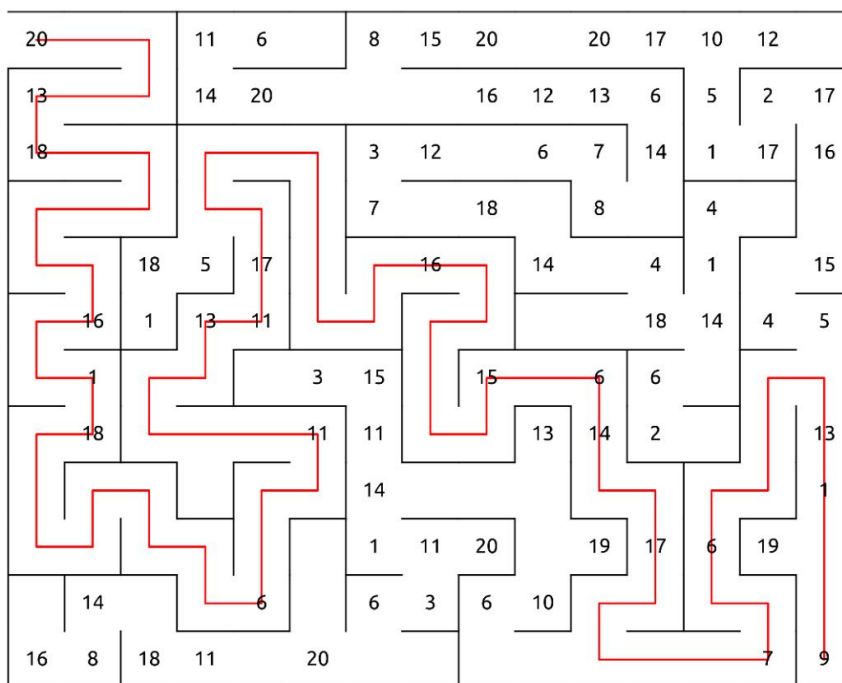 20 11 6 8 15 20 20 17 10 12
13 14 20 16 12 13 6 5 2 17
18 3 12 6 7 14 1 17 16
7 18 8 4
18 5 17 16 14 4 1 15
16 1 13 11 18 14 4 5
1 3 15 15 6 6
18 11 11 13 14 2 13
14 1
1 11 20 19 17 6 19
14 6 6 3 6 10
16 8 18 11 20 7 9